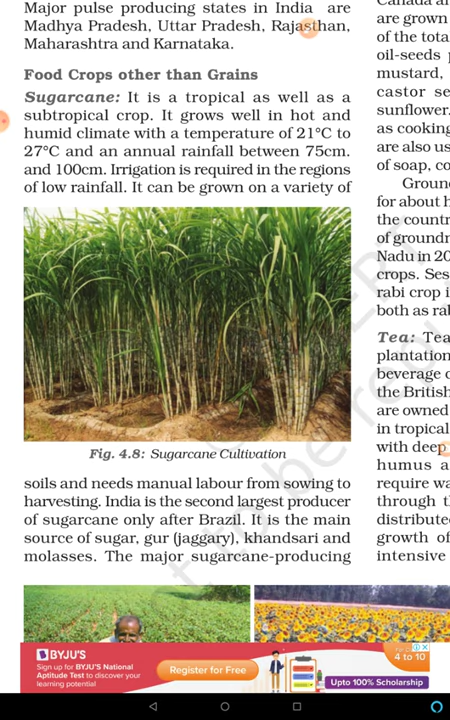 Major pulse producing states in India are
Madhya Pradesh, Uttar Pradesh, Rajasthan,
Maharashtra and Karnataka.
Food Crops other than Grains
Sugarcane: It is a tropical as well as a
subtropical crop. It grows well in hot and
humid climate with a temperature of 21°C to
27°C and an annual rainfall between 75cm.
and 100cm. Irrigation is required in the regions
of low rainfall. It can be grown on a variety of
Fig. 4.8: Sugarcane Cultivation
soils and needs manual labour from sowing to
harvesting. India is the second largest producer
of sugarcane only after Brazil. It is the main
source of sugar, gur (jaggary), khandsari and
molasses. The major sugarcane-producing
are grown
of the tota
oil-seeds
mustard,
castor se
sunflower.
as cooking
are also us
of soap, co
Groun
for about h
the countr
of groundn
Nadu in 20
crops. Ses
rabi crop i
both as rab
Tea: Tea
plantation
beverage o
the British
are owned
in tropical
with deep
humus a
require wa
through th
distributed
growth of
intensive
BYJU'S
Sign up for BYJU'S National
Aptitude Test to discover your
learning potential
Register for Free
4 to 10
Upto 100% Scholarship